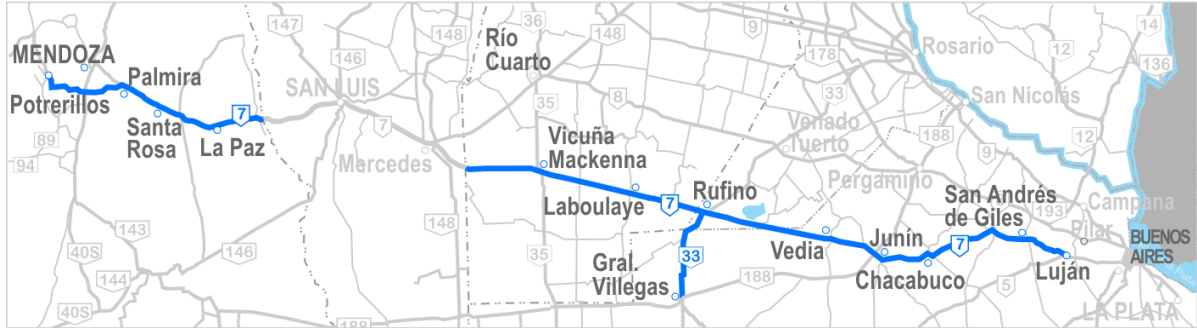 147
36
14
MENDOZA
148
148
Río
Cuarto
34
178
Rosario
12
136
Palmira
146
SAN LUIS
Potrerillos
35
8
33
San Nicolás
7
7
Santa
Rosa
89
La Paz
Vicuña
Mackenna
Venado
Tuerto
188
9
12
94
Mercedes
Laboulaye
7
Rufino
Pergamino
San Andrés
de Giles
193
Campana
Pilar
BUENOS
AIRES
143
148
40S
146
35
Gral.
Villegas
33
Vedia
Junín
Chacabuco
7
Luján
144
188
5
40S
188
LA PLATA